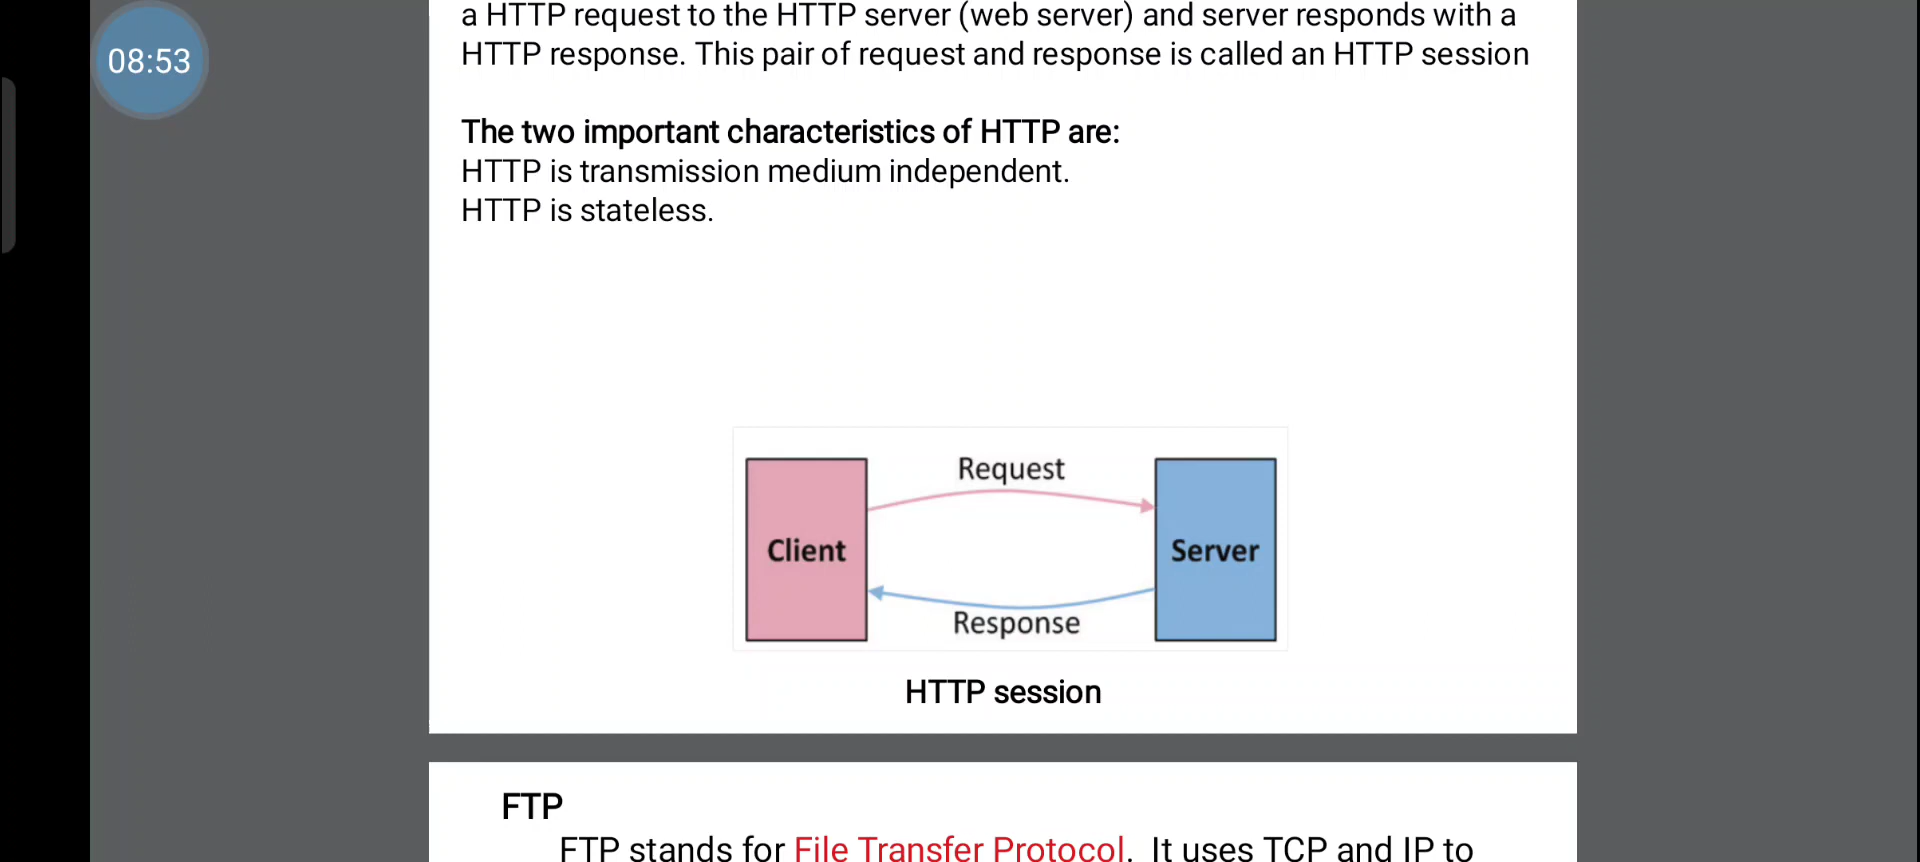 08:53
a HTTP request to the HTTP server (web server) and server responds with a
HTTP response. This pair of request and response is called an HTTP session
The two important characteristics of HTTP are:
HTTP is transmission medium independent.
HTTP is stateless.
Request
Client
Server
Response
HTTP session
FTP
FTP stands for File Transfer Protocol. It uses TCP and IP to